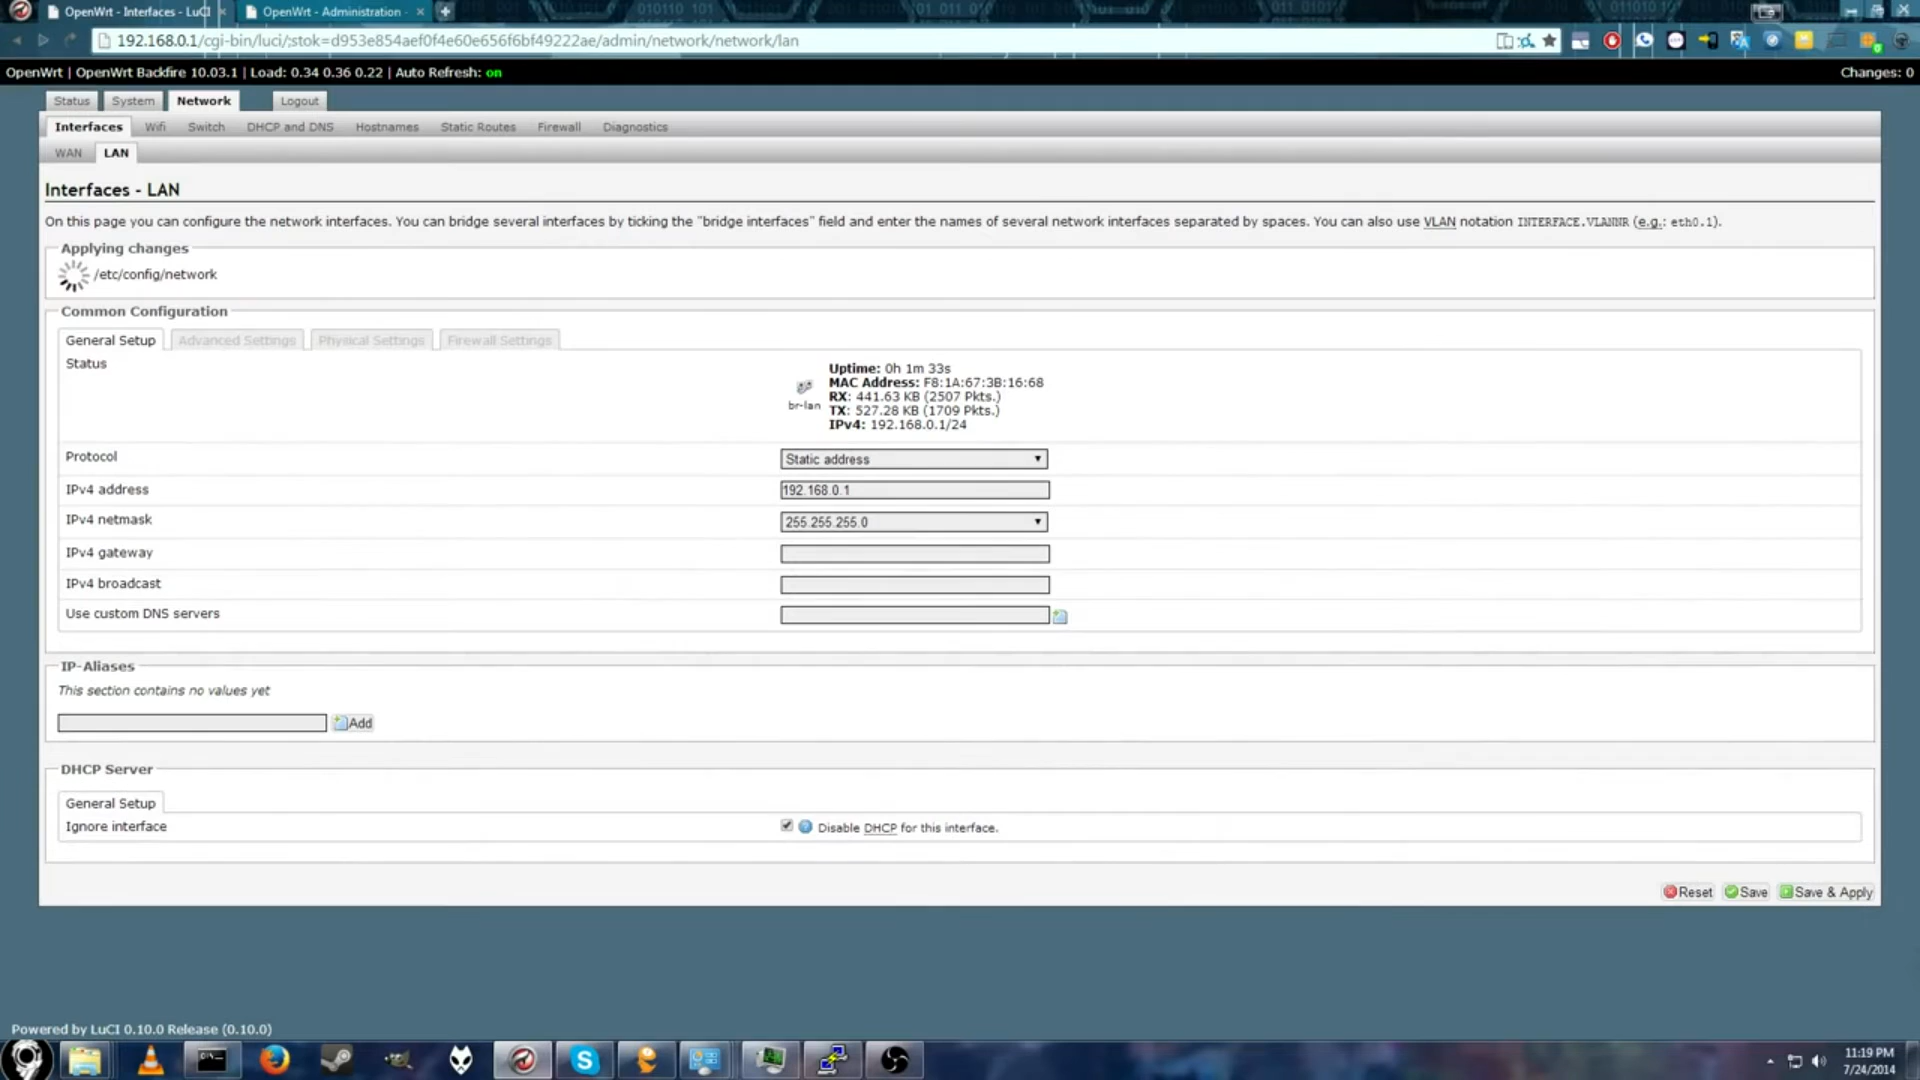 OpenWrt - Interfaces - LuCI
OpenWrt - Administration
192.168.0.1/cgi-bin/luci/;stok=d953e854aef0f4e60e656f6bf49222ae/admin/network/network/lan
OpenWrt | OpenWrt Backfire 10.03.1 | Load: 0.34 0.36 0.22 | Auto Refresh: on
Changes: 0
Status System Network Logout
Interfaces Wifi Switch DHCP and DNS Hostnames Static Routes Firewall Diagnostics
WAN LAN
Interfaces - LAN
On this page you can configure the network interfaces. You can bridge several interfaces by ticking the "bridge interfaces" field and enter the names of several network interfaces separated by spaces. You can also use VLAN notation INTERFACE.VLANNR (e.g.: eth0.1).
Applying changes
/etc/config/network
Common Configuration
General Setup Advanced Settings Physical Settings Firewall Settings
Status
Uptime: 0h 1m 33s
MAC Address: F8:1A:67:3B:16:68
RX: 441.63 KB (2507 Pkts.)
br-lan
TX: 527.28 KB (1709 Pkts.)
IPv4: 192.168.0.1/24
Protocol Static address
IPv4 address 192.168.0.1
IPv4 netmask 255.255.255.0
IPv4 gateway
IPv4 broadcast
Use custom DNS servers
IP-Aliases
This section contains no values yet
Add
DHCP Server
General Setup
Ignore interface Disable DHCP for this interface.
Reset Save Save & Apply
Powered by LuCI 0.10.0 Release (0.10.0)
11:19 PM
7/24/2014